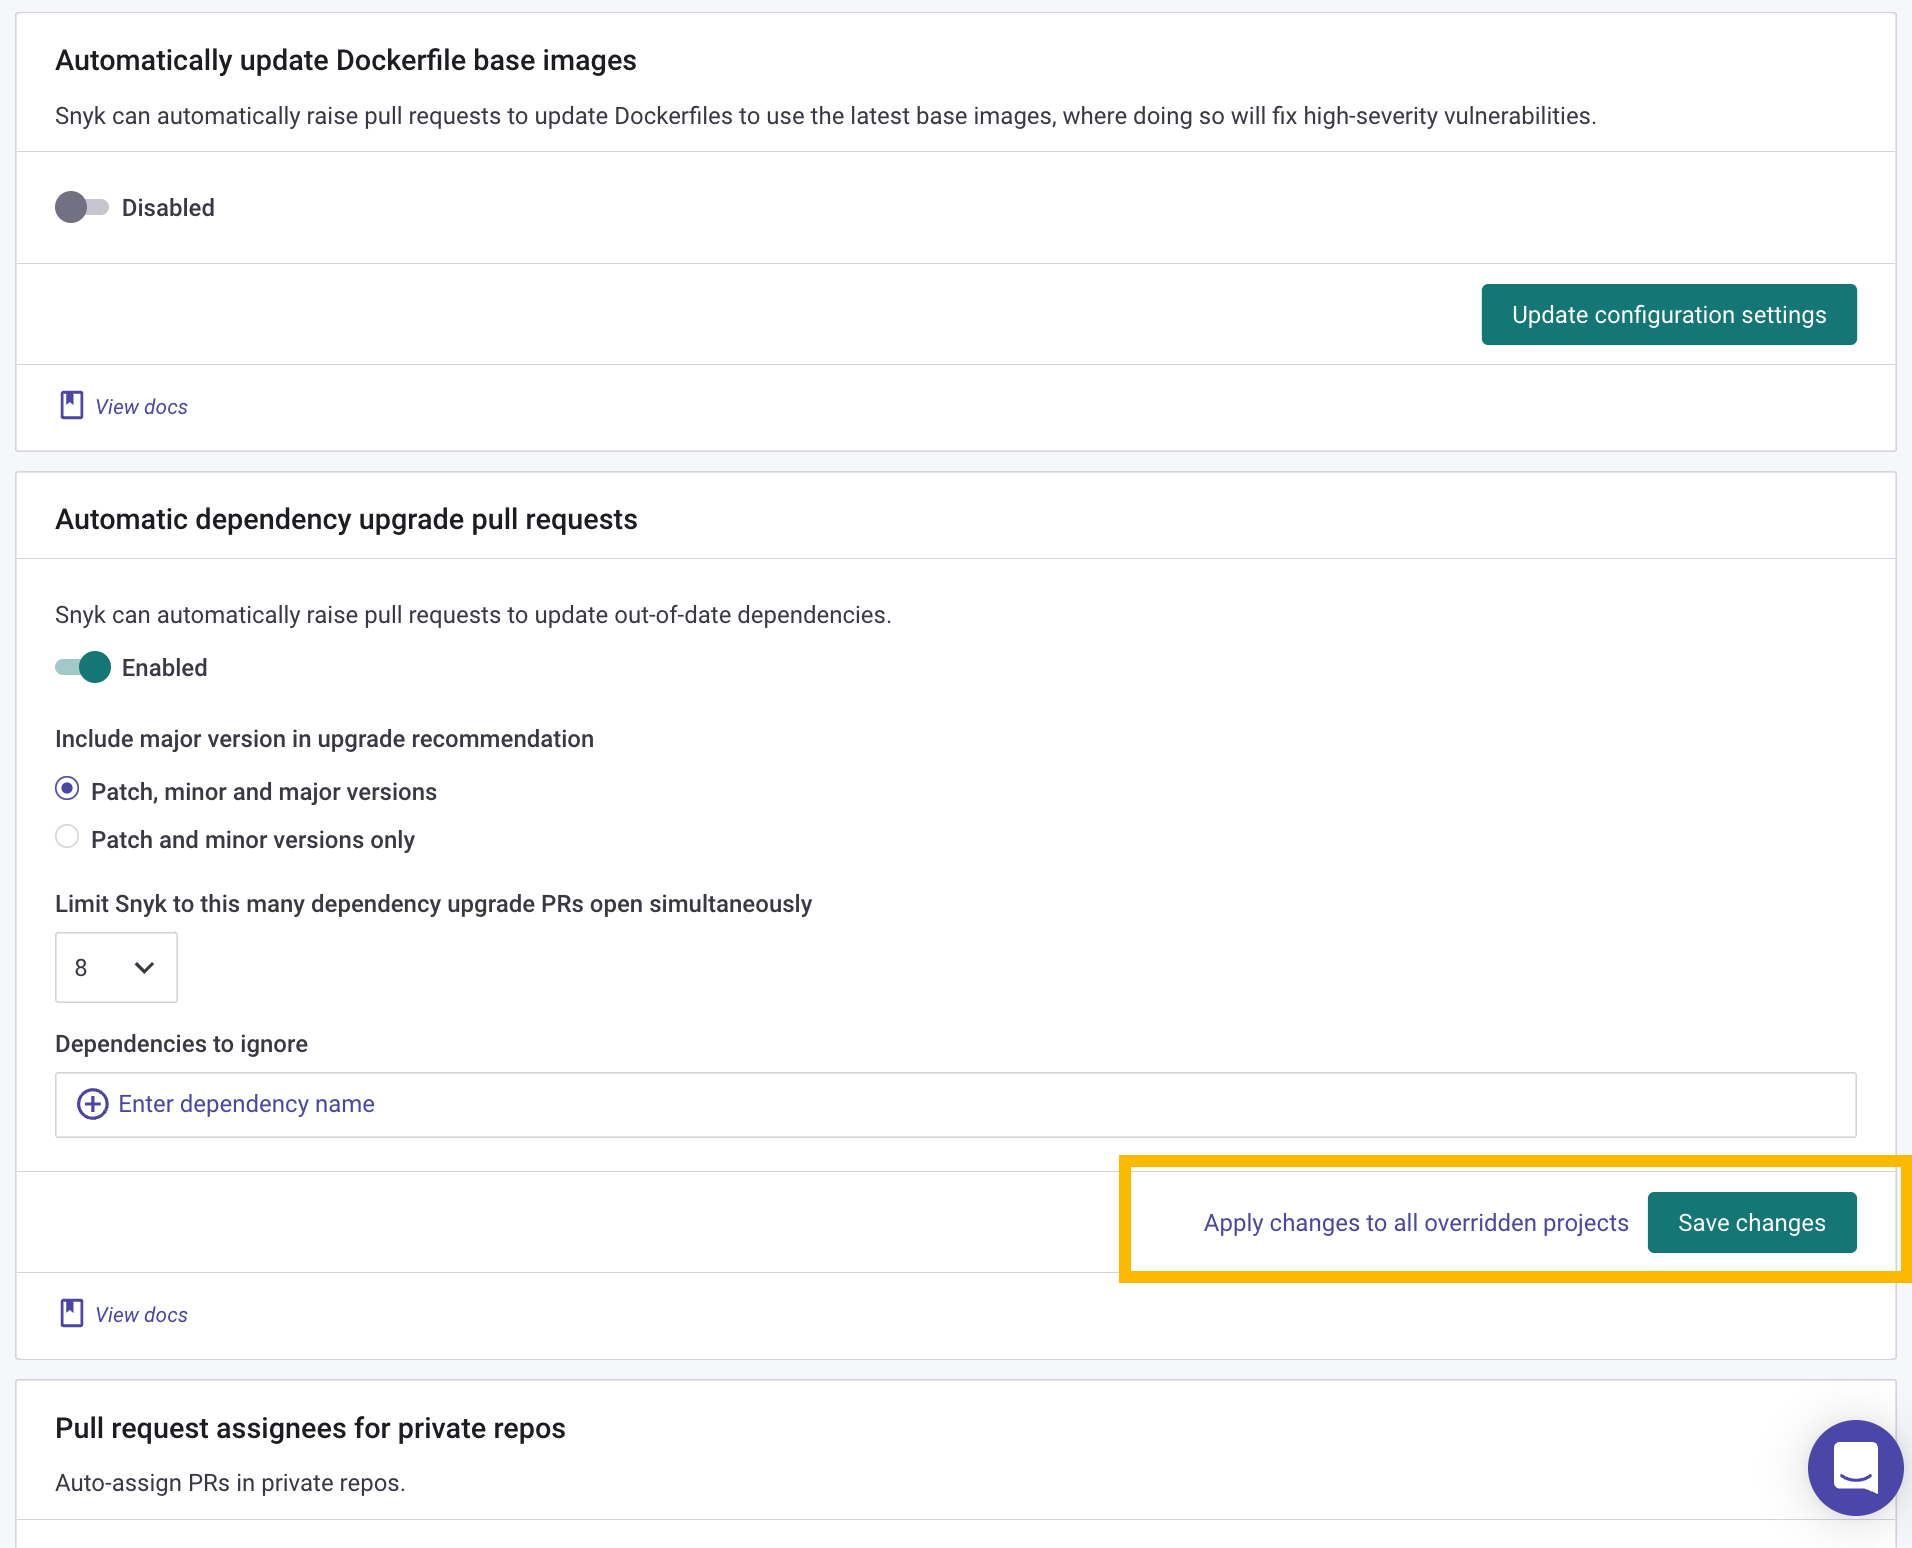 Automatically update Dockerfile base images
Snyk can automatically raise pull requests to update Dockerfiles to use the latest base images, where doing so will fix high-severity vulnerabilities.
Disabled
Update configuration settings
View docs
Automatic dependency upgrade pull requests
Snyk can automatically raise pull requests to update out-of-date dependencies.
Enabled
Include major version in upgrade recommendation
Patch, minor and major versions
Patch and minor versions only
Limit Snyk to this many dependency upgrade PRs open simultaneously
8
Dependencies to ignore
Enter dependency name
Apply changes to all overridden projects Save changes
View docs
Pull request assignees for private repos
Auto-assign PRs in private repos.